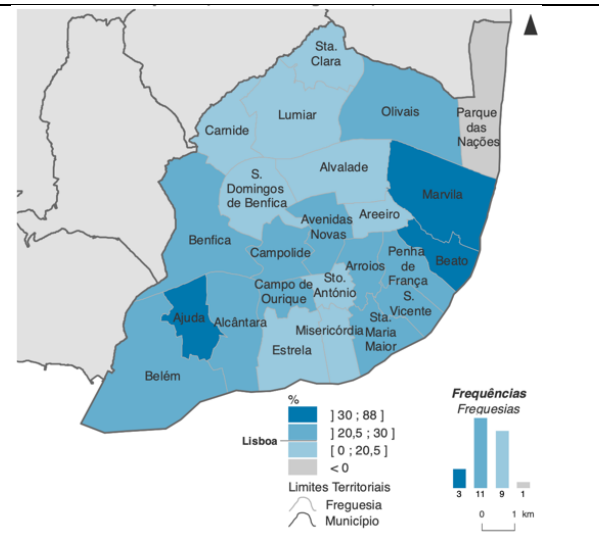 Sta.
Clara
Lumiar
Olivais
Parque
das
Nações
Carnide
Alvalade
S.
Domingos
de Benfica
Marvila
Areeiro
Avenidas
Novas
Benfica
Campolide
Penha
de
França
Beato
Arroios
Sto.
António
Campo de
Ourique
S.
Vicente
Ajuda
Alcântara
Sta.
Maria
Maior
Misericórdia
Estrela
Belém
%
] 30 ; 88 ]
] 20,5 ; 30 ]
Lisboa
[ 0 ; 20,5 ]
< 0
Limites Territoriais
Freguesia
Município
Frequências
Frequesias
3 11 9 1
0 1 km